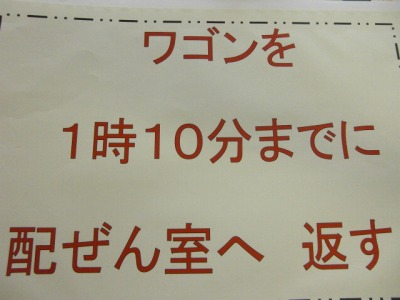 ワゴンを
１時１０分までに
配ぜん室へ　返す